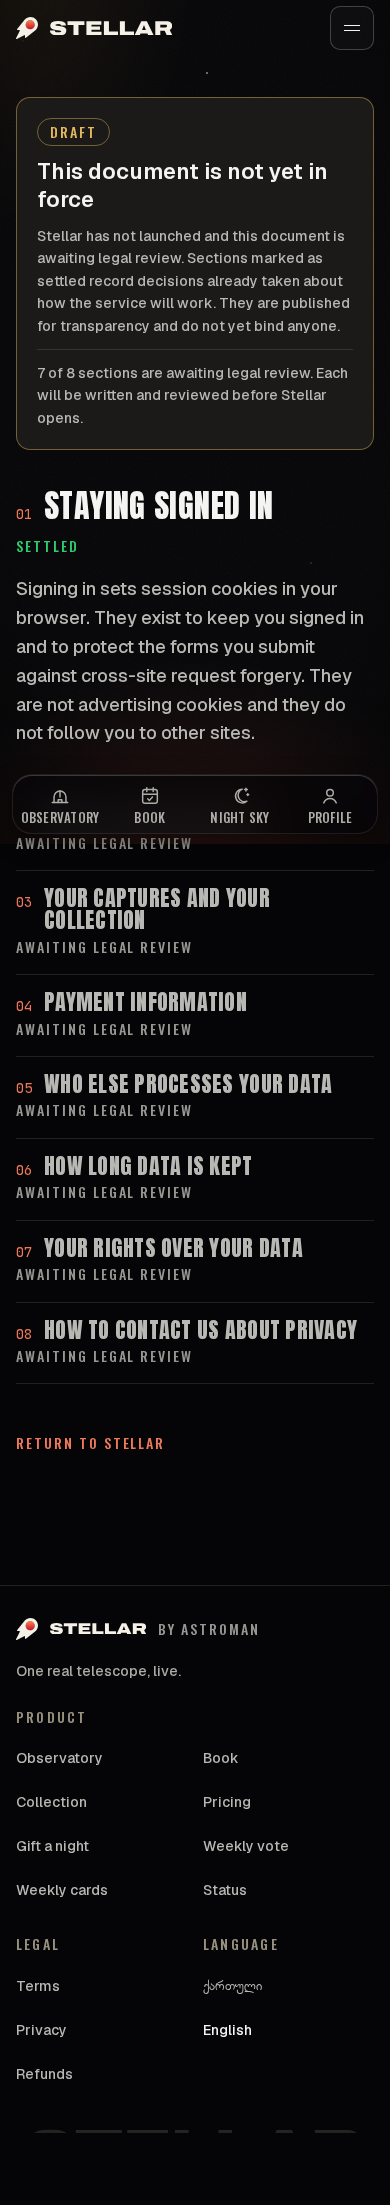 STELLAR
DRAFT
This document is not yet in
force
Stellar has not launched and this document is
awaiting legal review. Sections marked as
settled record decisions already taken about
how the service will work. They are published
for transparency and do not yet bind anyone.
7 of 8 sections are awaiting legal review. Each
will be written and reviewed before Stellar
opens.
01 STAYING SIGNED IN
SETTLED
Signing in sets session cookies in your
browser. They exist to keep you signed in
and to protect the forms you submit
against cross-site request forgery. They
are not advertising cookies and they do
not follow you to other sites.
OBSERVATORY BOOK NIGHT SKY PROFILE
AWAITING LEGAL REVIEW
03 YOUR CAPTURES AND YOUR
COLLECTION
AWAITING LEGAL REVIEW
04 PAYMENT INFORMATION
AWAITING LEGAL REVIEW
05 WHO ELSE PROCESSES YOUR DATA
AWAITING LEGAL REVIEW
06 HOW LONG DATA IS KEPT
AWAITING LEGAL REVIEW
07 YOUR RIGHTS OVER YOUR DATA
AWAITING LEGAL REVIEW
08 HOW TO CONTACT US ABOUT PRIVACY
AWAITING LEGAL REVIEW
RETURN TO STELLAR
STELLAR BY ASTROMAN
One real telescope, live.
PRODUCT
Observatory Book
Collection Pricing
Gift a night Weekly vote
Weekly cards Status
LEGAL LANGUAGE
Terms ქართული
Privacy English
Refunds